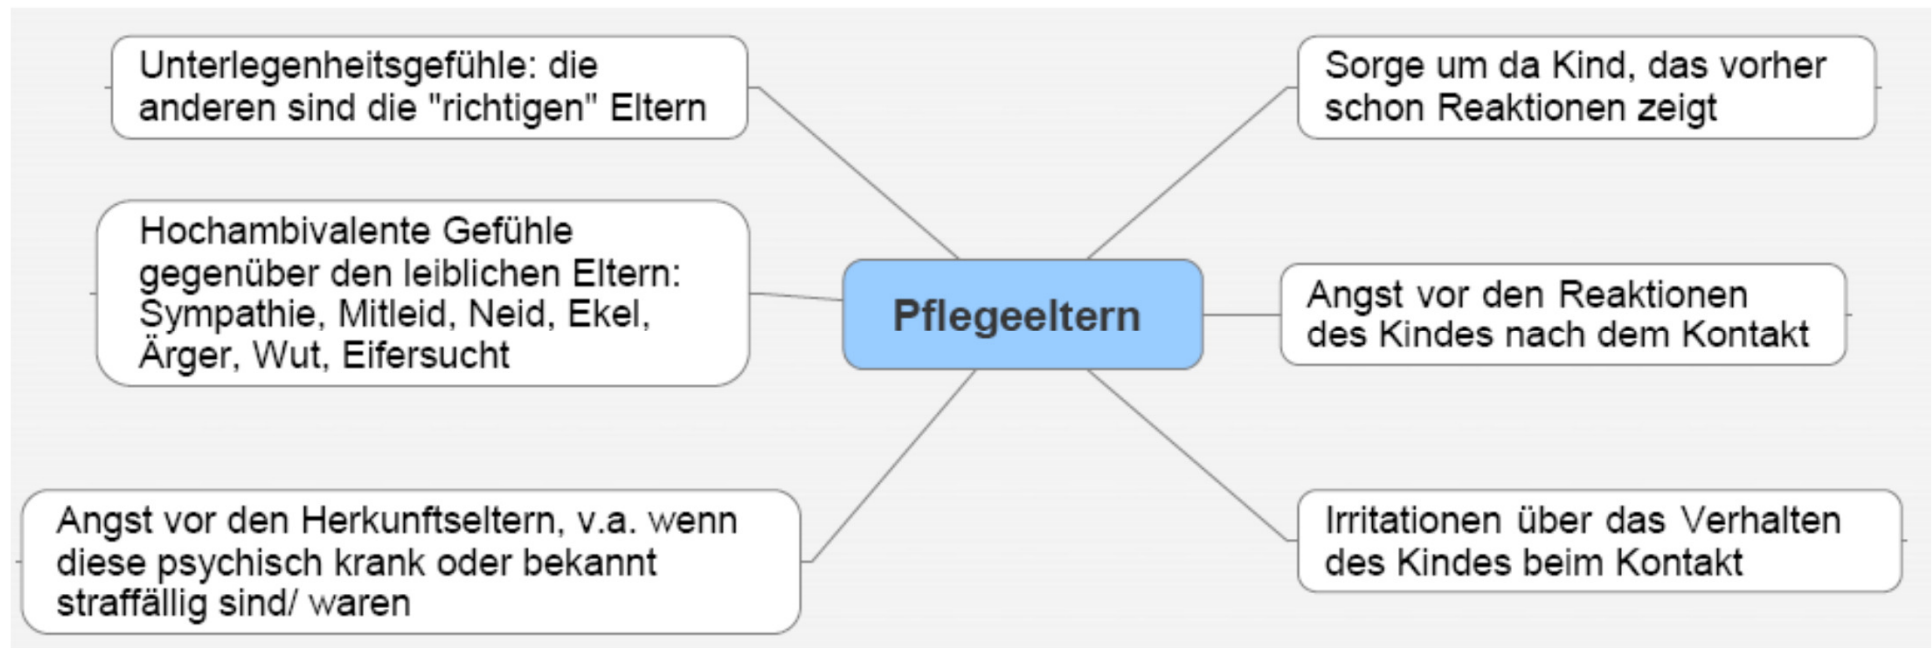 Unterlegenheitsgefühle: die
anderen sind die "richtigen" Eltern
Hochambivalente Gefühle
gegenüber den leiblichen Eltern:
Sympathie, Mitleid, Neid, Ekel,
Ärger, Wut, Eifersucht
Angst vor den Herkunftseltern, v.a. wenn
diese psychisch krank oder bekannt
straffällig sind/ waren
Pflegeeltern
Sorge um da Kind, das vorher
schon Reaktionen zeigt
Angst vor den Reaktionen
des Kindes nach dem Kontakt
Irritationen über das Verhalten
des Kindes beim Kontakt